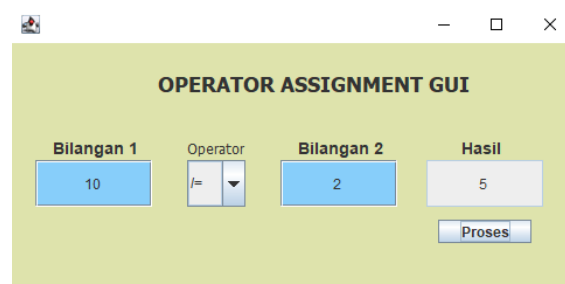 OPERATOR ASSIGNMENT GUI
Bilangan 1 Operator Bilangan 2 Hasil
10 /= 2 5
Proses